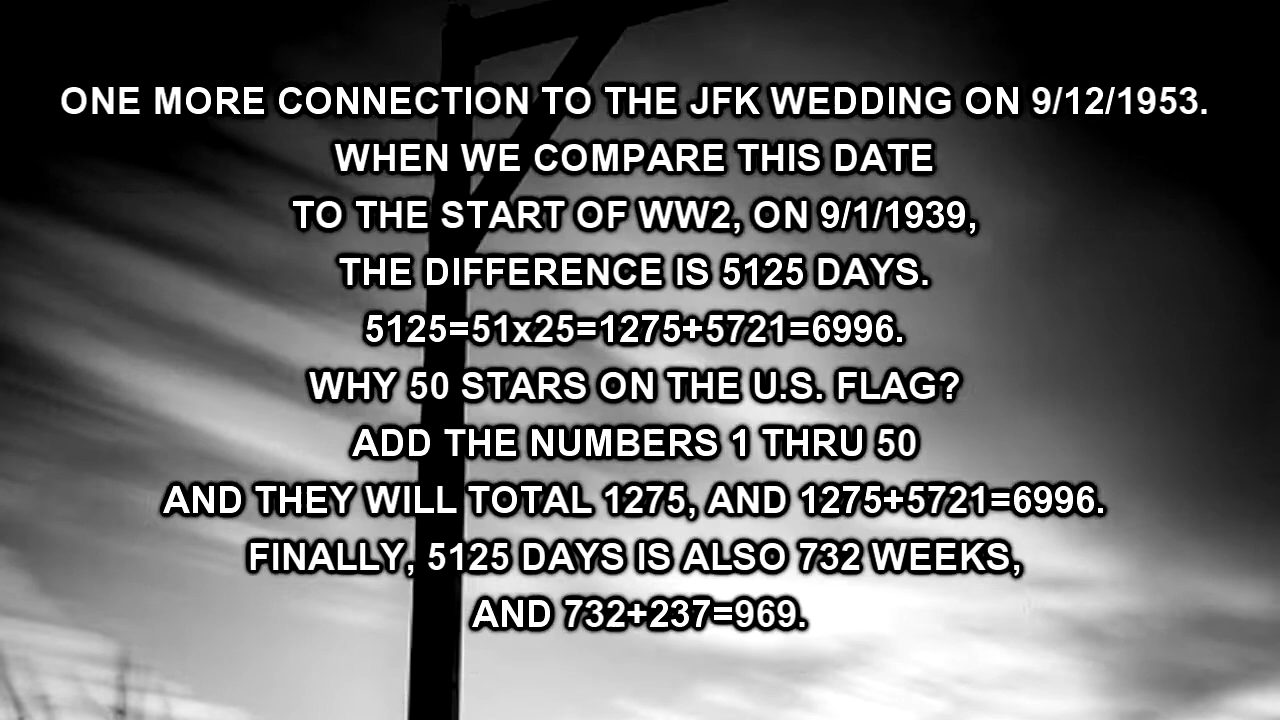 ONE MORE CONNECTION TO THE JFK WEDDING ON 9/12/1953.
WHEN WE COMPARE THIS DATE
TO THE START OF WW2, ON 9/1/1939,
THE DIFFERENCE IS 5125 DAYS.
5125=51x25=1275+5721=6996.
WHY 50 STARS ON THE U.S. FLAG?
ADD THE NUMBERS 1 THRU 50
AND THEY WILL TOTAL 1275, AND 1275+5721=6996.
FINALLY, 5125 DAYS IS ALSO 732 WEEKS,
AND 732+237=969.